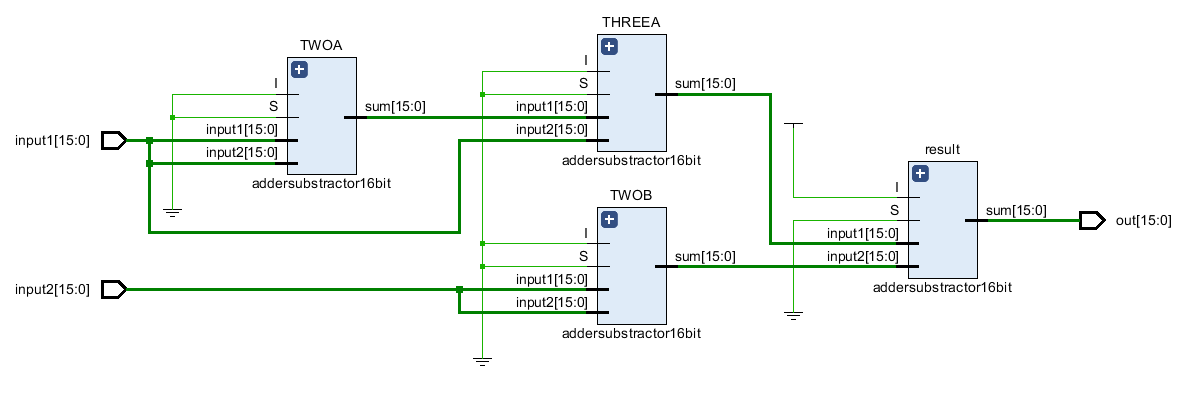 TWOA
I
S
input1[15:0]
input2[15:0]
sum[15:0]
addersubstractor16bit
THREEA
I
S
input1[15:0]
input2[15:0]
sum[15:0]
addersubstractor16bit
input1[15:0]
TWOB
I
S
input1[15:0]
input2[15:0]
sum[15:0]
addersubstractor16bit
input2[15:0]
result
I
S
input1[15:0]
input2[15:0]
sum[15:0]
addersubstractor16bit
out[15:0]